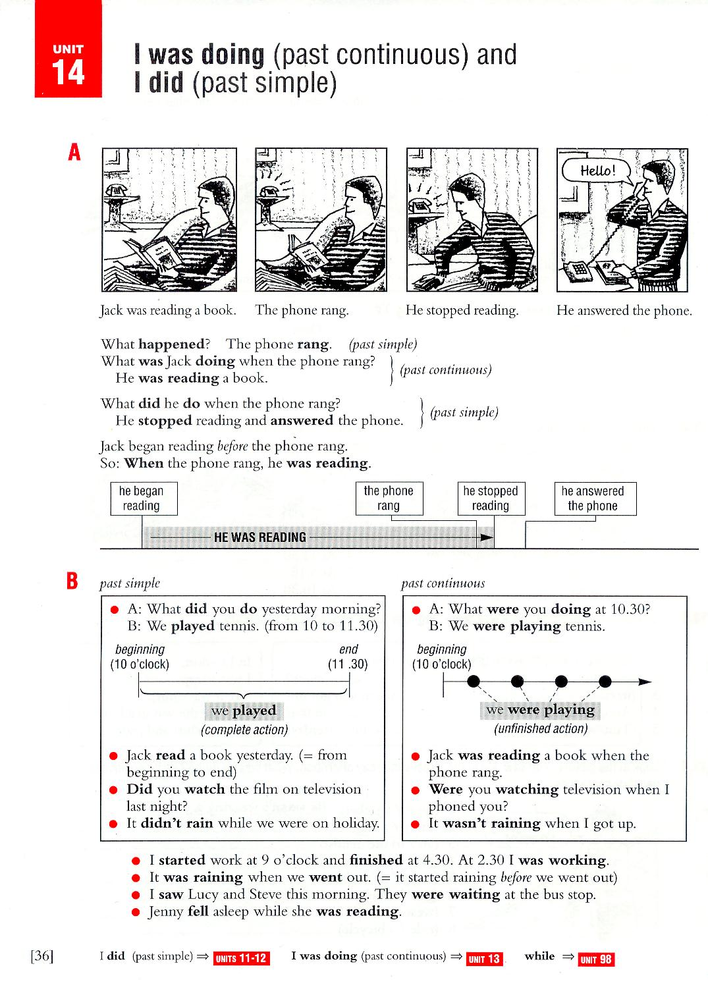 UNIT
14
I was doing (past continuous) and
I did (past simple)
A
Hello!
Jack was reading a book.
The phone rang.
He stopped reading.
He answered the phone.
What happened? The phone rang. (past simple)
What was Jack doing when the phone rang?
He was reading a book.
(past continuous)
What did he do when the phone rang?
He stopped reading and answered the phone.
(past simple)
Jack began reading before the phone rang.
So: When the phone rang, he was reading.
he began
reading
the phone
rang
he stopped
reading
he answered
the phone
HE WAS READING
B
past simple
A: What did you do yesterday morning?
B: We played tennis. (from 10 to 11.30)
beginning
(10 o'clock)
end
(11 .30)
we played
(complete action)
Jack read a book yesterday. (= from
beginning to end)
Did you watch the film on television
last night?
It didn't rain while we were on holiday.
past continuous
A: What were you doing at 10.30?
B: We were playing tennis.
beginning
(10 o'clock)
we were playing
(unfinished action)
Jack was reading a book when the
phone rang.
Were you watching television when I
phoned you?
It wasn't raining when I got up.
I started work at 9 o'clock and finished at 4.30. At 2.30 I was working.
It was raining when we went out. (= it started raining before we went out)
I saw Lucy and Steve this morning. They were waiting at the bus stop.
Jenny fell asleep while she was reading.
[36]
I did (past simple) ⇒ UNITS 11-12 I was doing (past continuous) ⇒ UNIT 13 while ⇒ UNIT 98